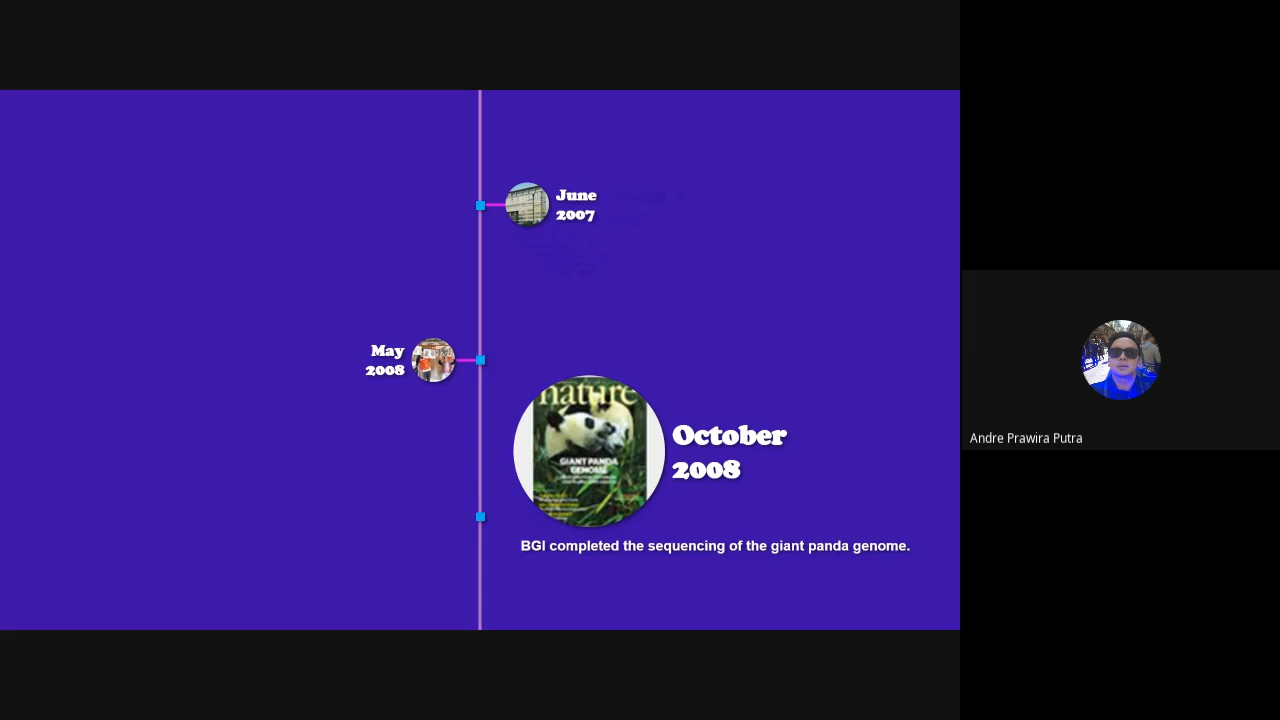 June
2007
May
2008
nature
GIANT PANDA
GENOME
October
2008
BGI completed the sequencing of the giant panda genome.
Andre Prawira Putra